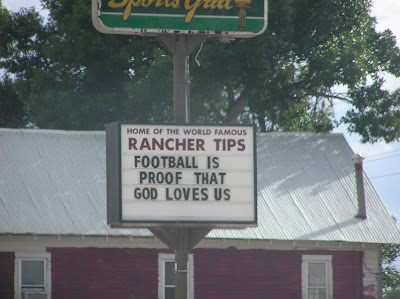 Sports Grill
HOME OF THE WORLD FAMOUS
RANCHER TIPS
FOOTBALL IS
PROOF THAT
GOD LOVES US